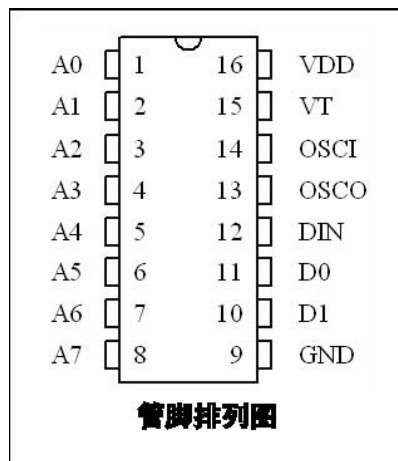 A0 1 16 VDD
A1 2 15 VT
A2 3 14 OSCI
A3 4 13 OSCO
A4 5 12 DIN
A5 6 11 D0
A6 7 10 D1
A7 8 9 GND
管脚排列图